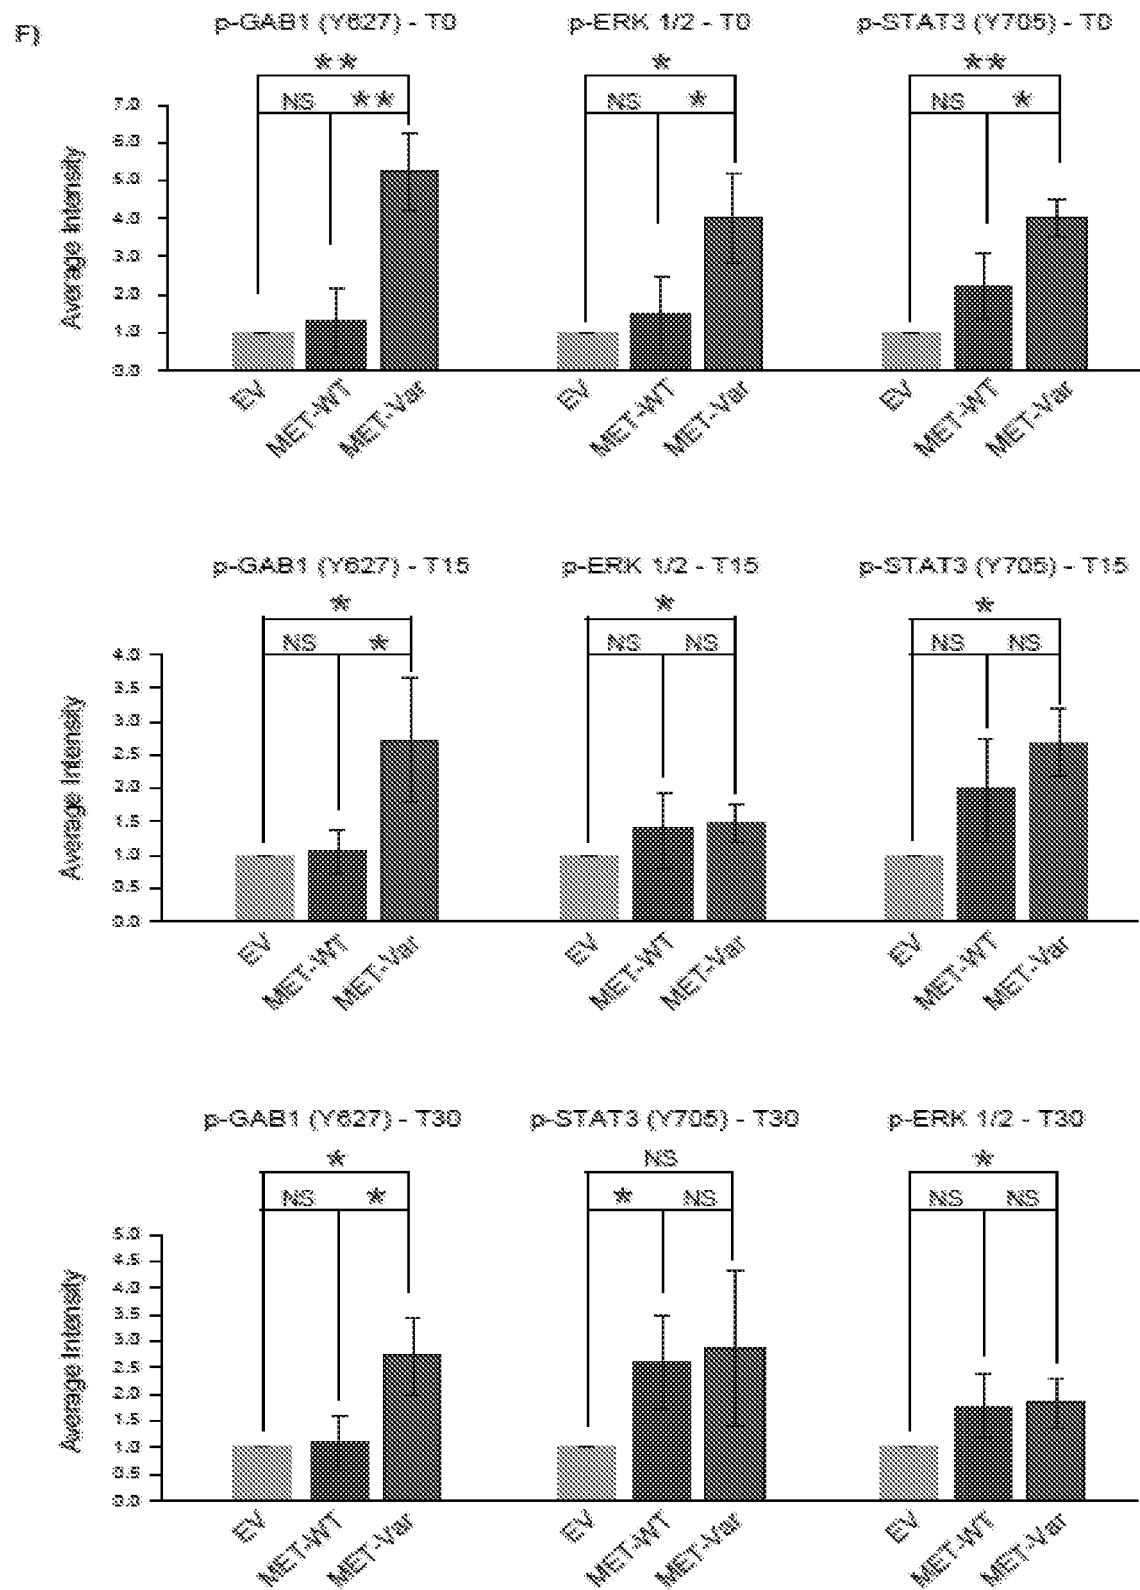 F)
p-GAB1 (Y627) - T0 p-ERK 1/2 - T0 p-STAT3 (Y705) - T0
** * **
NS ** NS * NS *
Average Intensity
7.0
6.0
5.0
4.0
3.0
2.0
1.0
0.0
EV MET-WT MET-Var EV MET-WT MET-Var EV MET-WT MET-Var
p-GAB1 (Y627) - T15 p-ERK 1/2 - T15 p-STAT3 (Y705) - T15
* * *
NS * NS NS NS NS
Average Intensity
4.0
3.5
3.0
2.5
2.0
1.5
1.0
0.5
0.0
EV MET-WT MET-Var EV MET-WT MET-Var EV MET-WT MET-Var
p-GAB1 (Y627) - T30 p-STAT3 (Y705) - T30 p-ERK 1/2 - T30
* NS *
NS * * NS NS NS
Average Intensity
5.0
4.5
4.0
3.5
3.0
2.5
2.0
1.5
1.0
0.5
0.0
EV MET-WT MET-Var EV MET-WT MET-Var EV MET-WT MET-Var